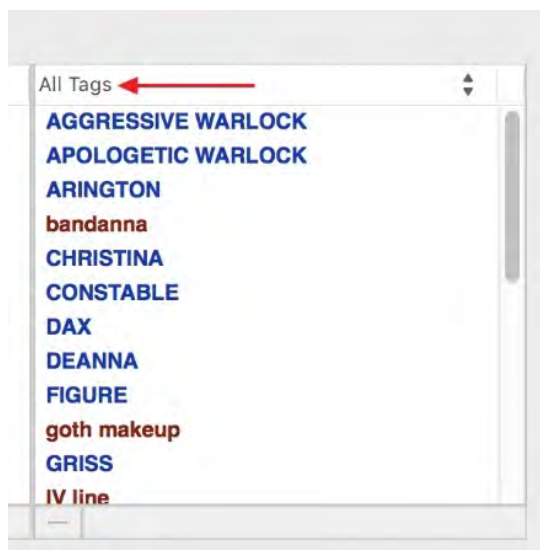 All Tags
AGGRESSIVE WARLOCK
APOLOGETIC WARLOCK
ARINGTON
bandanna
CHRISTINA
CONSTABLE
DAX
DEANNA
FIGURE
goth makeup
GRISS
IV line